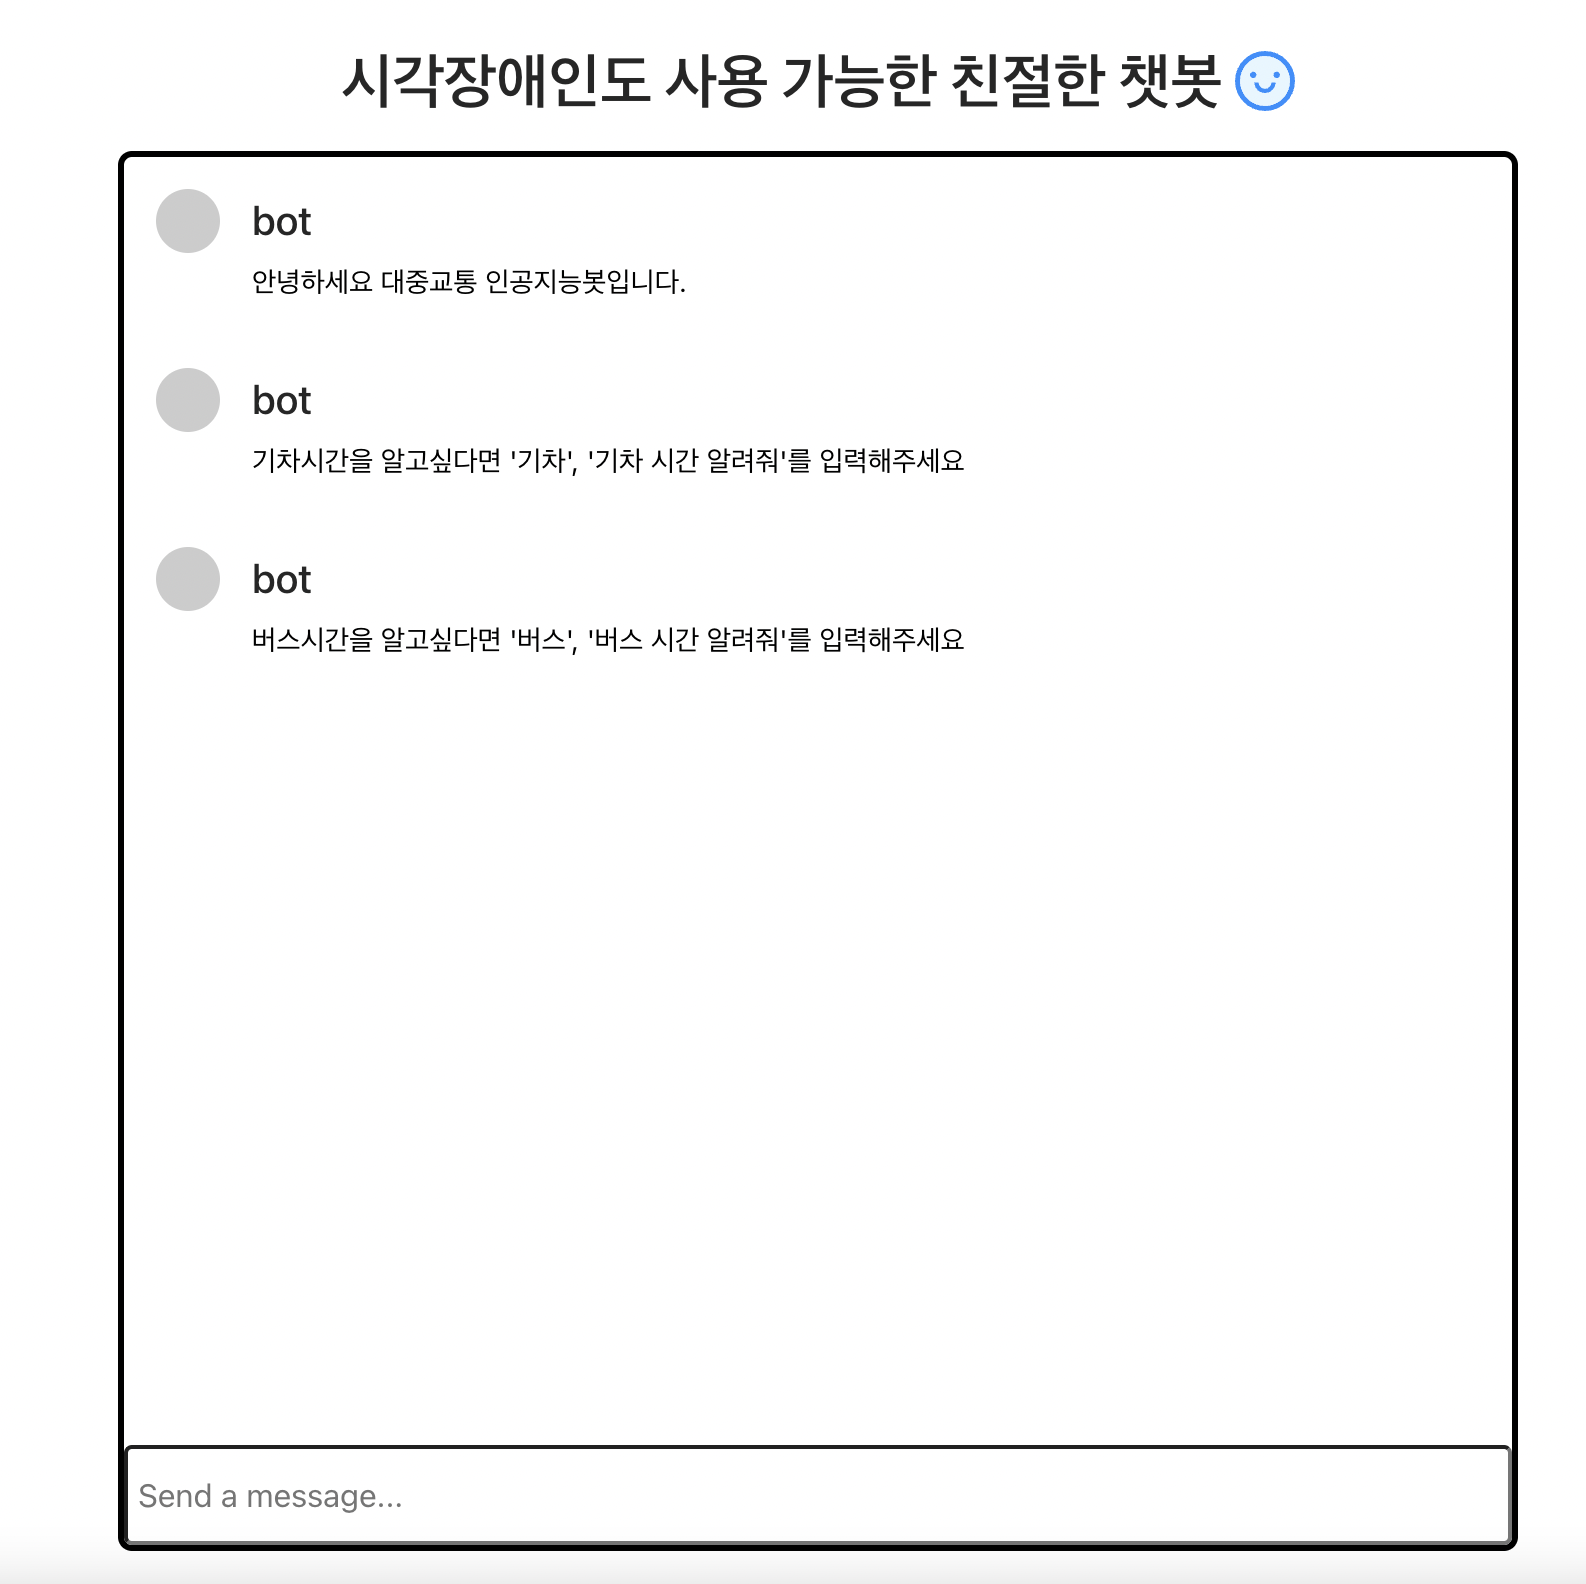 시각장애인도 사용 가능한 친절한 챗봇
bot
안녕하세요 대중교통 인공지능봇입니다.
bot
기차시간을 알고싶다면 '기차', '기차 시간 알려줘'를 입력해주세요
bot
버스시간을 알고싶다면 '버스', '버스 시간 알려줘'를 입력해주세요
Send a message...